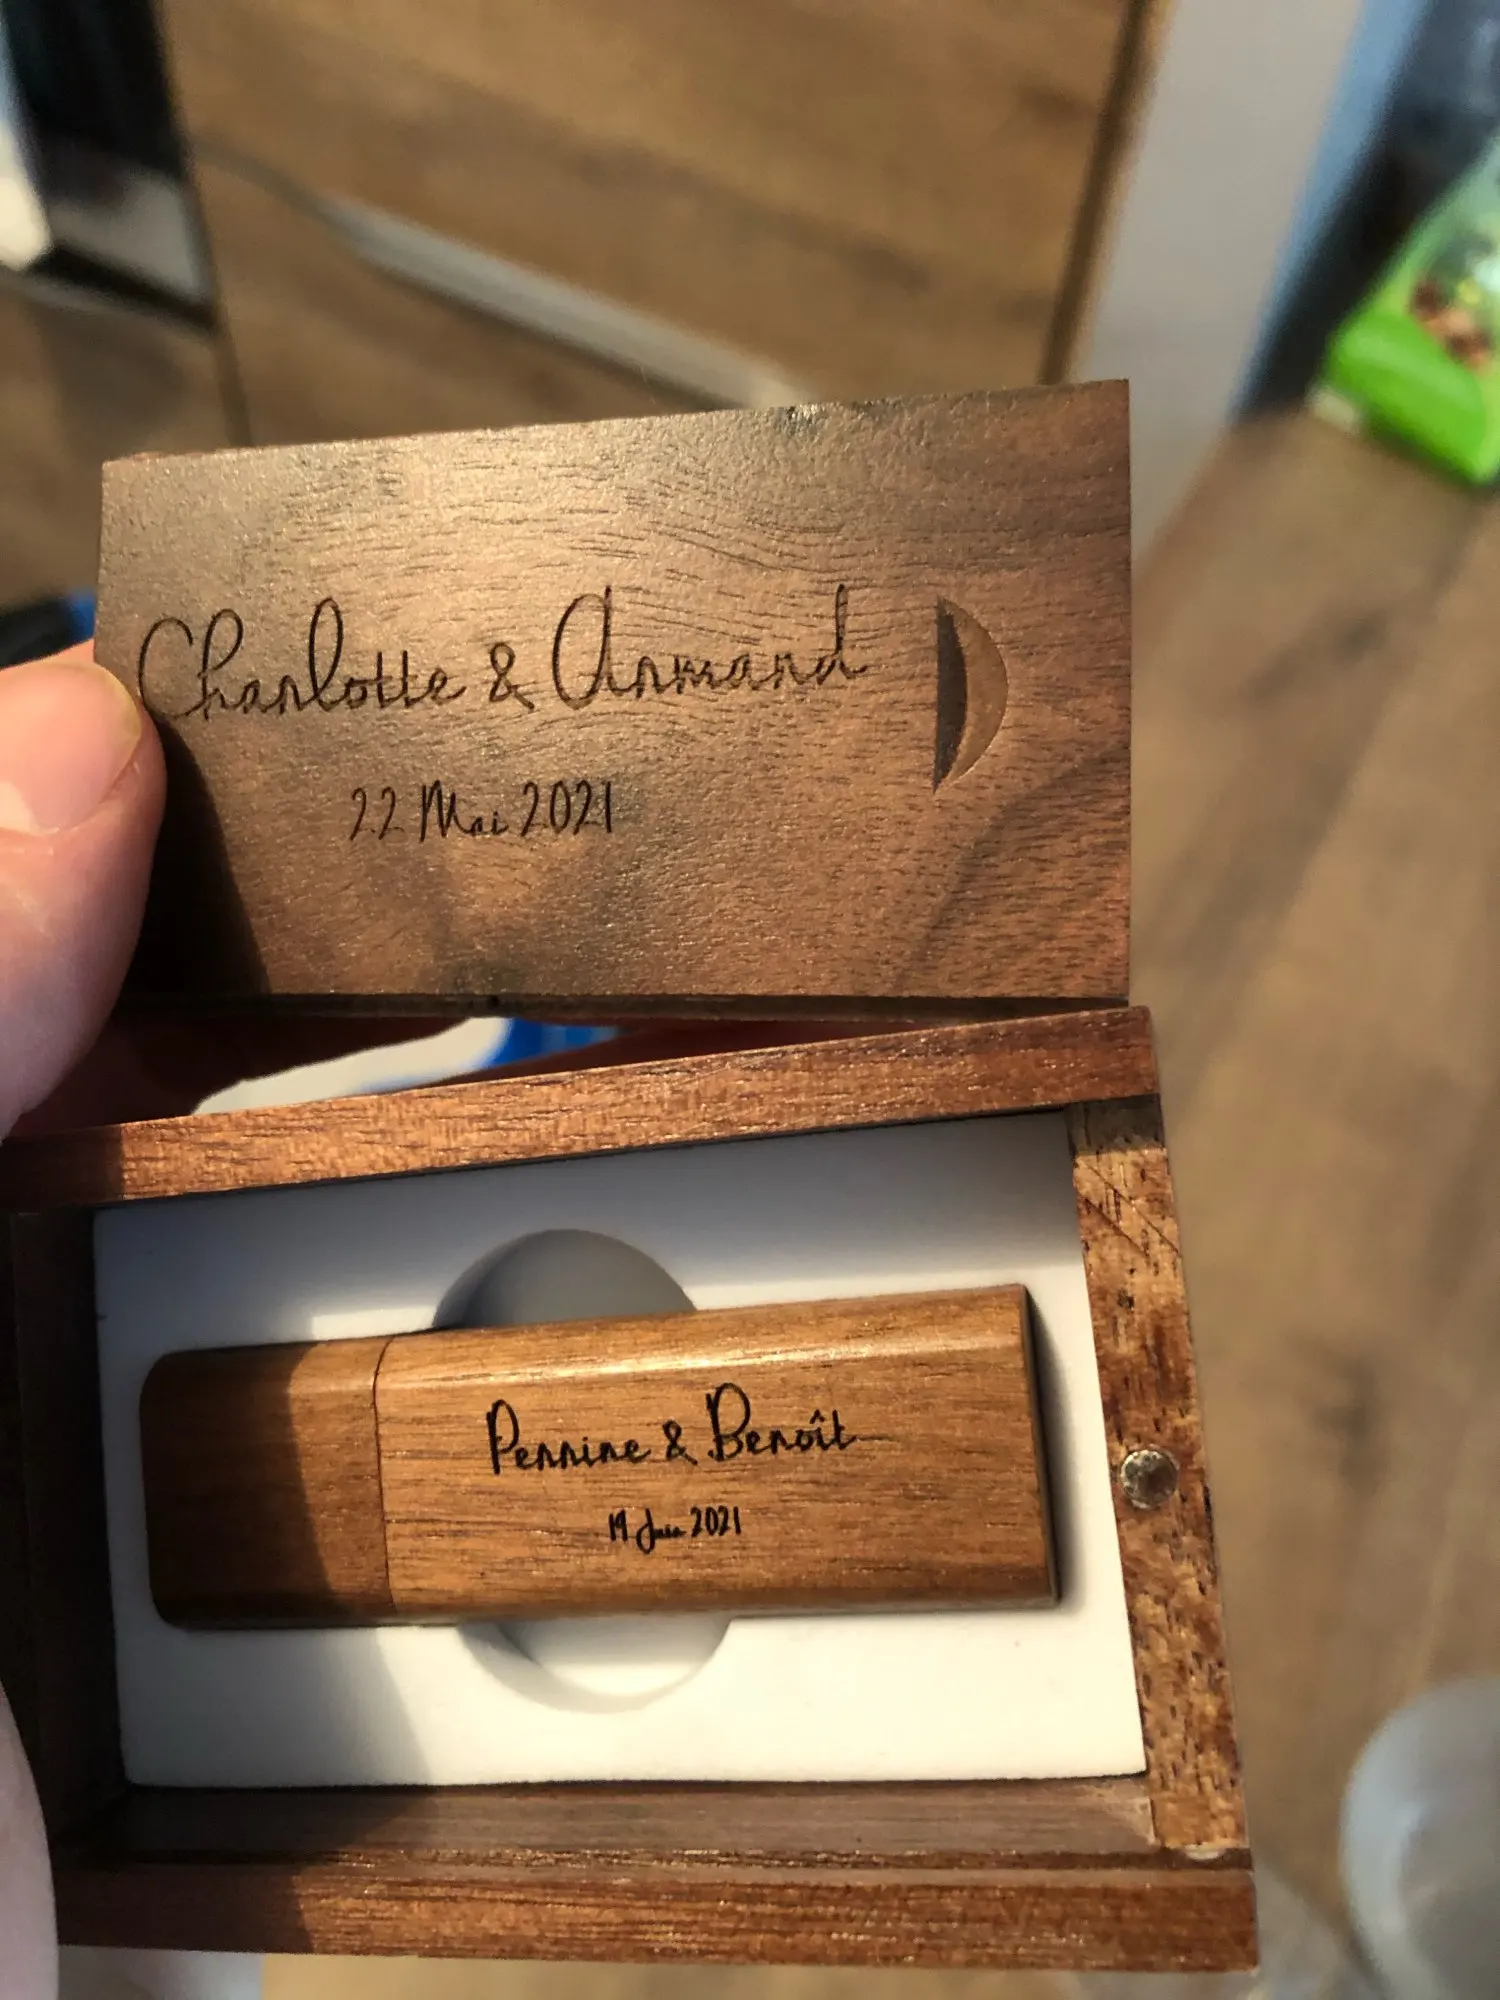 Charlotte & Armand
22 Mai 2021
Perrine & Benoît
19 Juin 2021